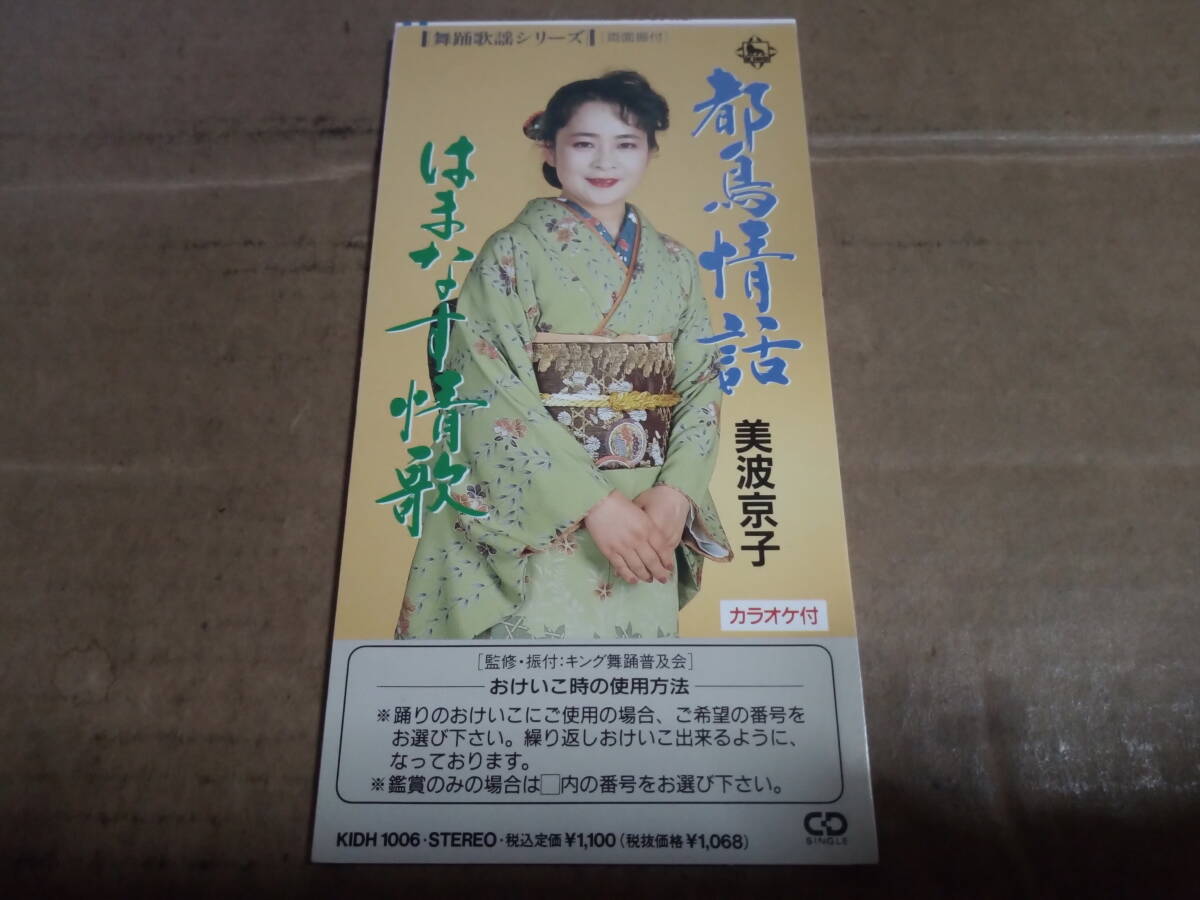 舞踊歌謡シリーズ [両面振付]
都鳥情話
はまなす情歌
美波京子
カラオケ付
[監修・振付:キング舞踊普及会]
おけいこ時の使用方法
※踊りのおけいこにご使用の場合、ご希望の番号を
お選び下さい。繰り返しおけいこ出来るように、
なっております。
※鑑賞のみの場合は□内の番号をお選び下さい。
KIDH 1006・STEREO・税込定価¥1,100(税抜価格¥1,068)
CD
SINGLE